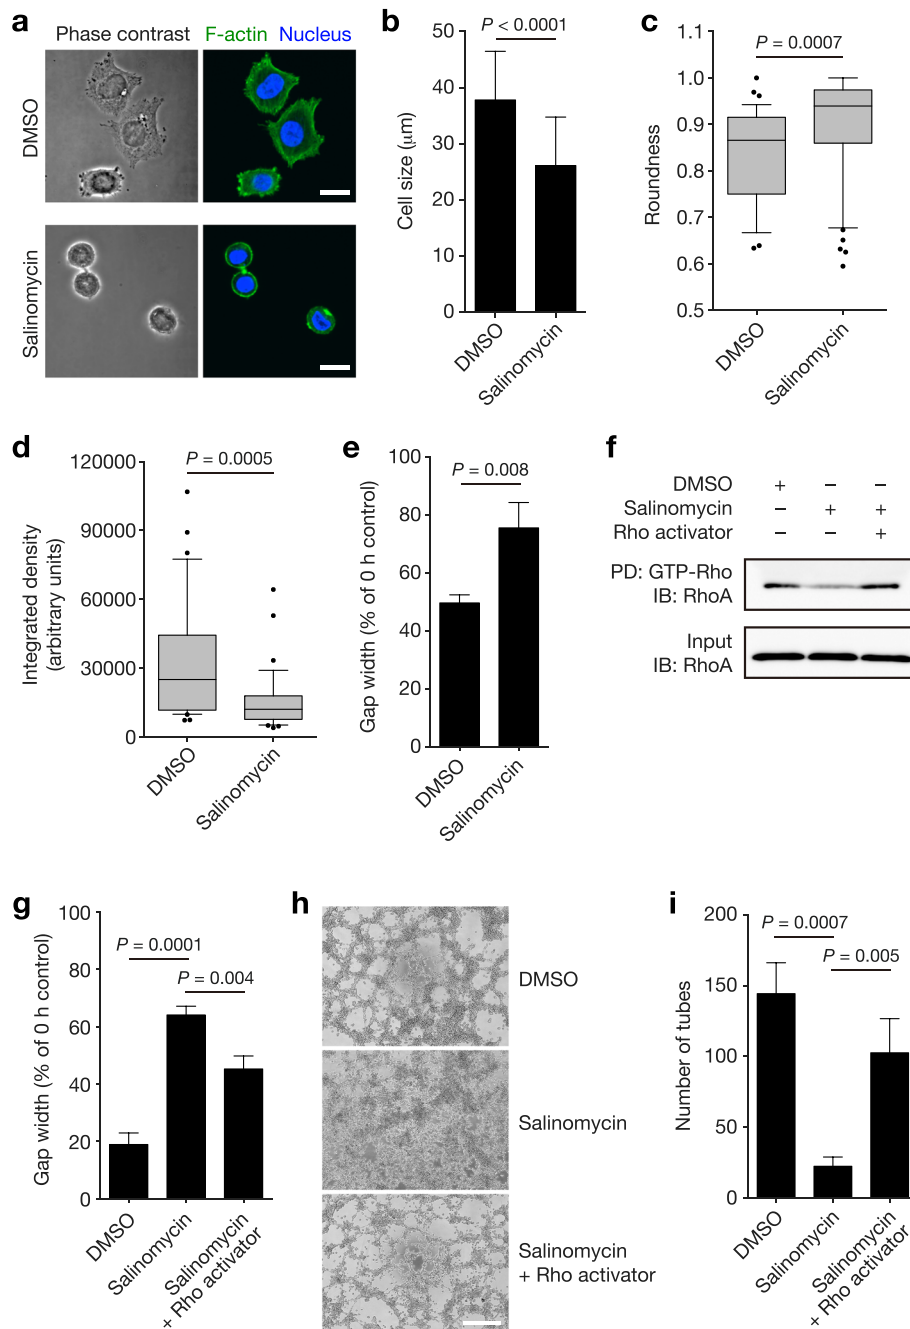 a
Phase contrast F-actin Nucleus
DMSO
Salinomycin
b
P < 0.0001
50
40
30
20
10
0
Cell size (μm)
DMSO
Salinomycin
c
P = 0.0007
1.1
1.0
0.9
0.8
0.7
0.6
0.5
Roundness
DMSO
Salinomycin
d
P = 0.0005
120000
90000
60000
30000
0
Integrated density
(arbitrary units)
DMSO
Salinomycin
e
P = 0.008
100
80
60
40
20
0
Gap width (% of 0 h control)
DMSO
Salinomycin
f
DMSO + − −
Salinomycin − + +
Rho activator − − +
PD: GTP-Rho
IB: RhoA
Input
IB: RhoA
g
P = 0.0001
P = 0.004
100
80
60
40
20
0
Gap width (% of 0 h control)
DMSO
Salinomycin
Salinomycin
+ Rho activator
h
DMSO
Salinomycin
Salinomycin
+ Rho activator
i
P = 0.0007
P = 0.005
200
150
100
50
0
Number of tubes
DMSO
Salinomycin
Salinomycin
+ Rho activator